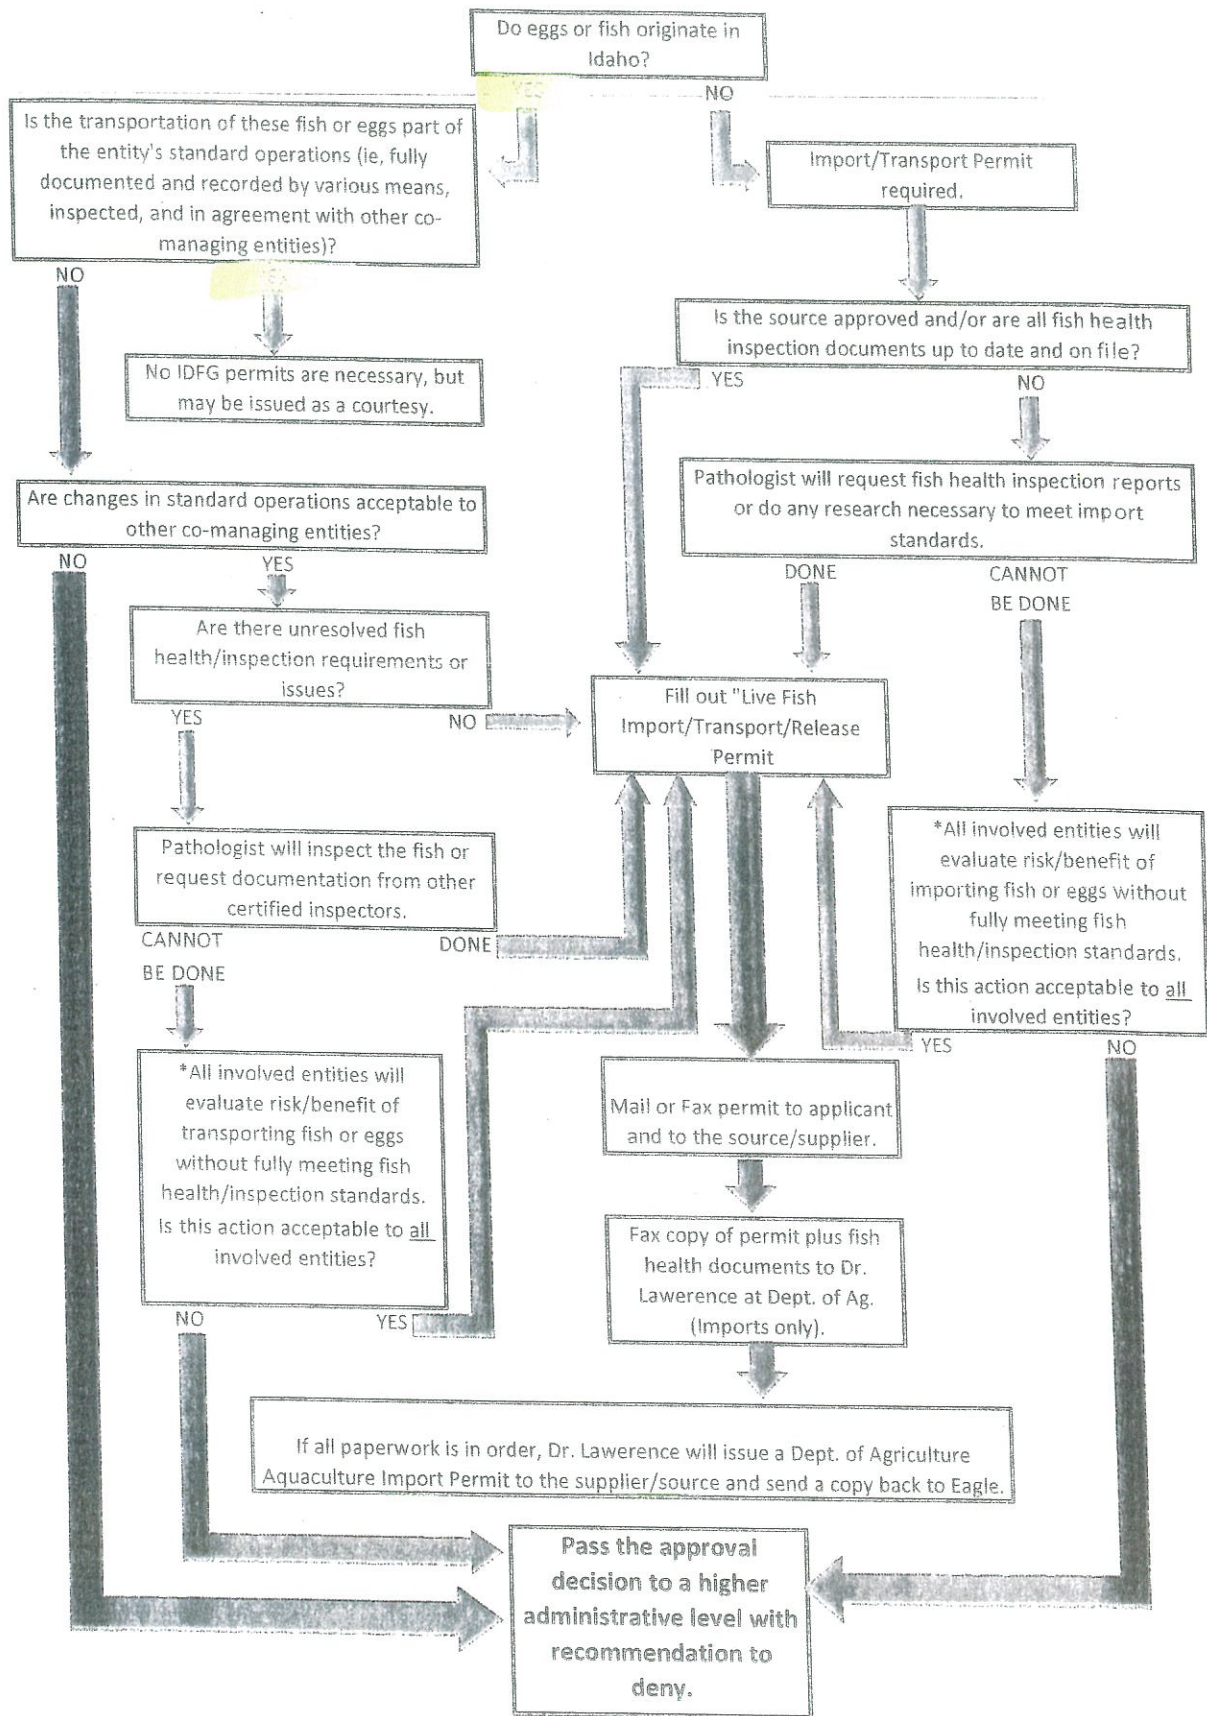 Do eggs or fish originate in
Idaho?
YES
NO
Is the transportation of these fish or eggs part of
the entity's standard operations (ie, fully
documented and recorded by various means,
inspected, and in agreement with other co-
managing entities)?
Import/Transport Permit
required.
NO
Is the source approved and/or are all fish health
inspection documents up to date and on file?
YES
NO
No IDFG permits are necessary, but
may be issued as a courtesy.
Pathologist will request fish health inspection reports
or do any research necessary to meet import
standards.
Are changes in standard operations acceptable to
other co-managing entities?
NO
YES
DONE
CANNOT
BE DONE
Are there unresolved fish
health/inspection requirements or
issues?
YES
NO
Fill out "Live Fish
Import/Transport/Release
Permit
Pathologist will inspect the fish or
request documentation from other
certified inspectors.
CANNOT
BE DONE
DONE
*All involved entities will
evaluate risk/benefit of
importing fish or eggs without
fully meeting fish
health/inspection standards.
Is this action acceptable to all
involved entities?
YES
NO
*All involved entities will
evaluate risk/benefit of
transporting fish or eggs
without fully meeting fish
health/inspection standards.
Is this action acceptable to all
involved entities?
NO
YES
Mail or Fax permit to applicant
and to the source/supplier.
Fax copy of permit plus fish
health documents to Dr.
Lawerence at Dept. of Ag.
(Imports only).
If all paperwork is in order, Dr. Lawerence will issue a Dept. of Agriculture
Aquaculture Import Permit to the supplier/source and send a copy back to Eagle.
Pass the approval
decision to a higher
administrative level with
recommendation to
deny.